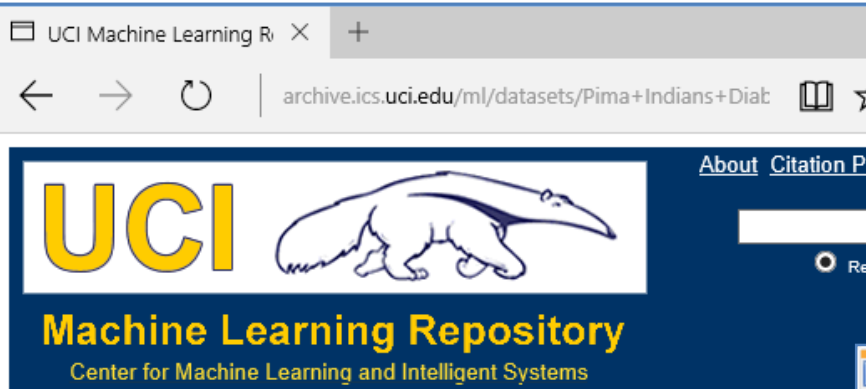 UCI Machine Learning R
archive.ics.uci.edu/ml/datasets/Pima+Indians+Diab
About Citation P
UCI
Re
Machine Learning Repository
Center for Machine Learning and Intelligent Systems